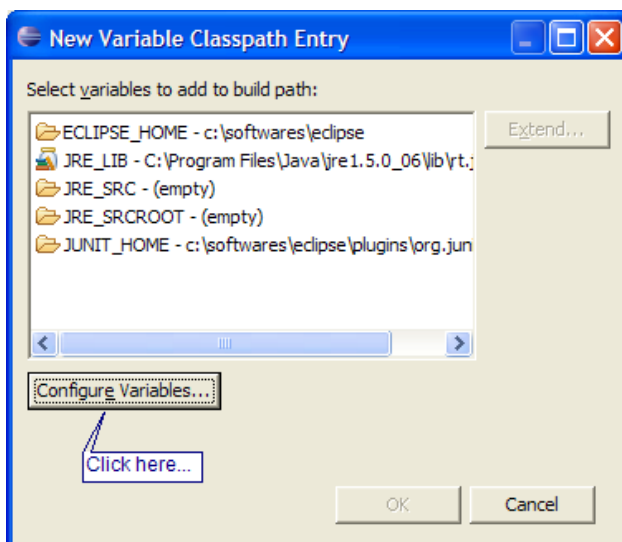 New Variable Classpath Entry
Select variables to add to build path:
ECLIPSE_HOME - c:\softwares\eclipse
Extend...
JRE_LIB - C:\Program Files\Java\jre1.5.0_06\lib\rt.j
JRE_SRC - (empty)
JRE_SRCROOT - (empty)
JUNIT_HOME - c:\softwares\eclipse\plugins\org.juni
Configure Variables...
Click here...
OK
Cancel